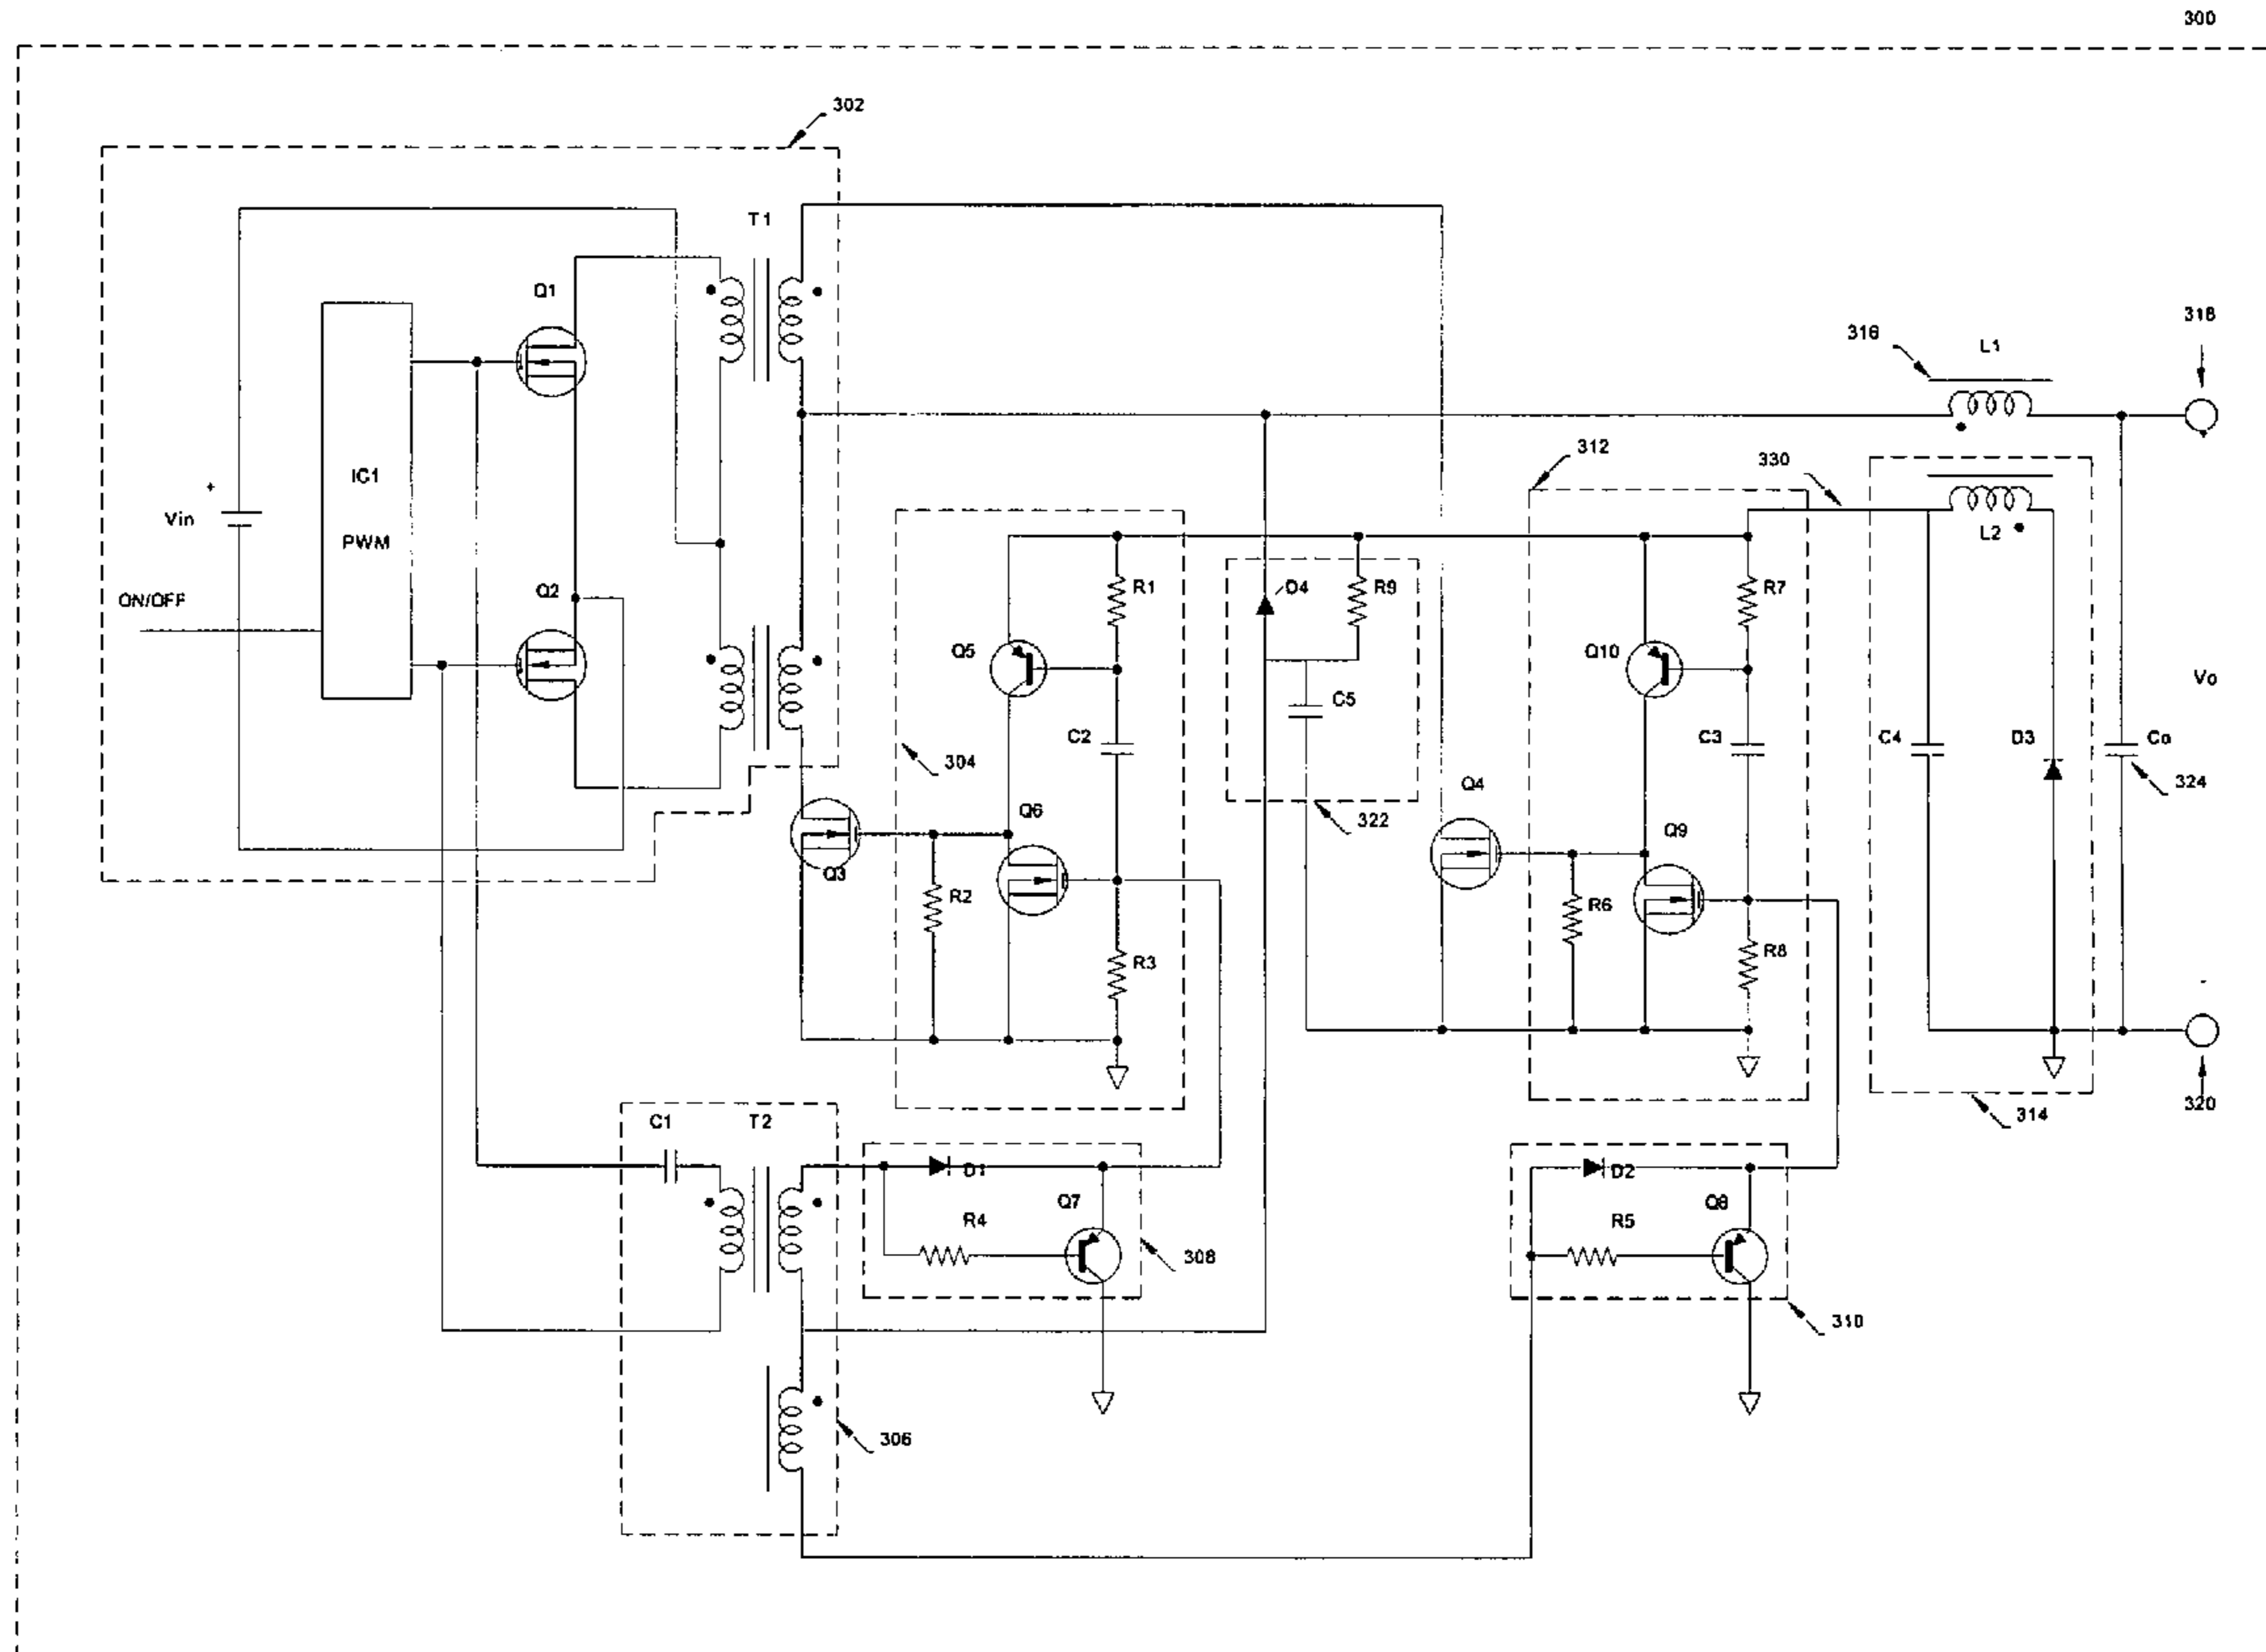 300
302
T1
Q1
318
316
L1
312
330
IC1
Vin
+
PWM
L2
ON/OFF
Q2
R1
D4
R9
R7
Q5
Q10
Vo
C5
C2
304
C3
C4
D3
Co
324
Q4
322
Q6
Q9
Q3
R2
R6
R3
R8
-
320
314
C1
T2
D1
D2
Q7
Q8
R4
R5
308
310
306